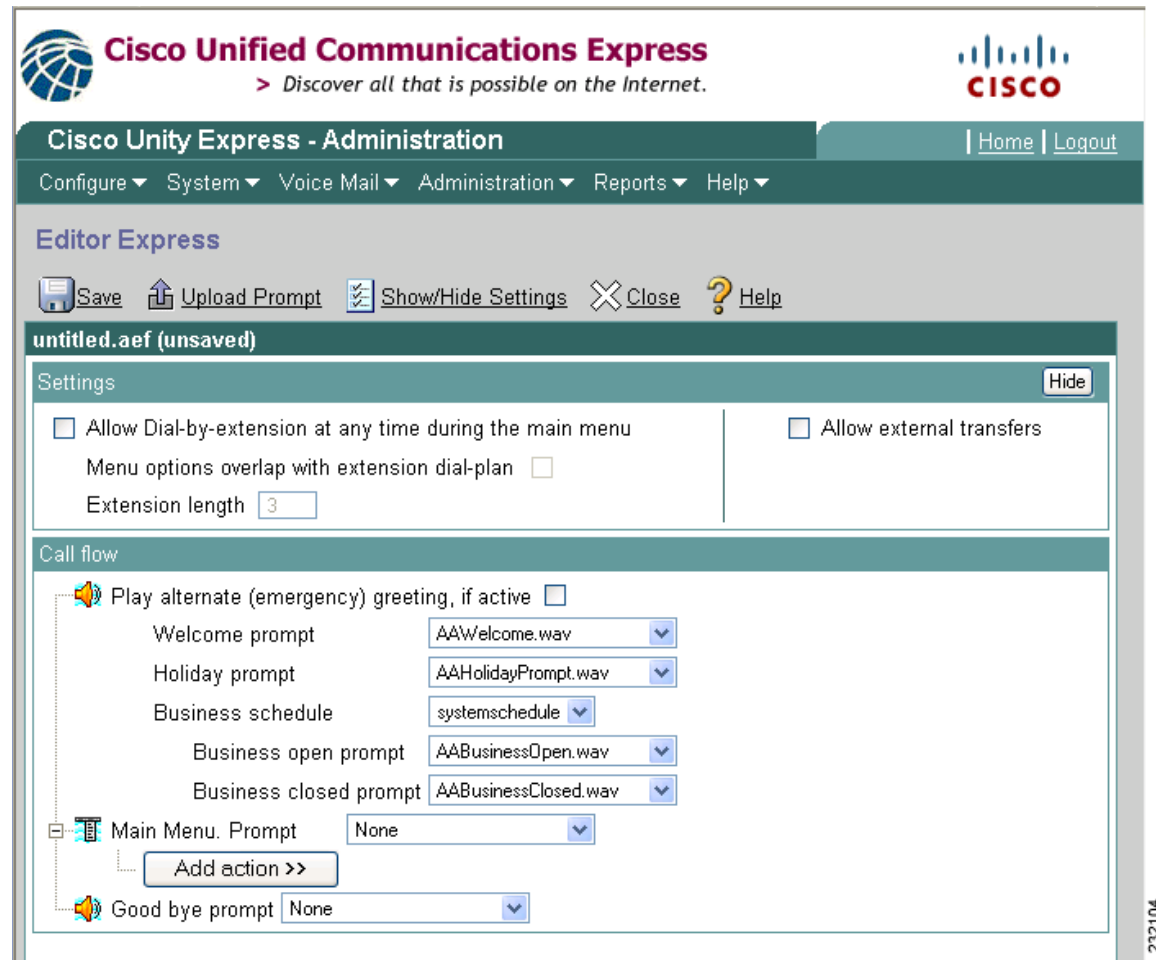 Cisco Unified Communications Express
> Discover all that is possible on the Internet.
CISCO
Cisco Unity Express - Administration
Home Logout
Configure System Voice Mail Administration Reports Help
Editor Express
Save Upload Prompt Show/Hide Settings Close Help
untitled.aef (unsaved)
Settings
Hide
Allow Dial-by-extension at any time during the main menu
Allow external transfers
Menu options overlap with extension dial-plan
Extension length 3
Call flow
Play alternate (emergency) greeting, if active
Welcome prompt AAWelcome.wav
Holiday prompt AAHolidayPrompt.wav
Business schedule systemschedule
Business open prompt AABusinessOpen.wav
Business closed prompt AABusinessClosed.wav
Main Menu. Prompt None
Add action >>
Good bye prompt None
232104